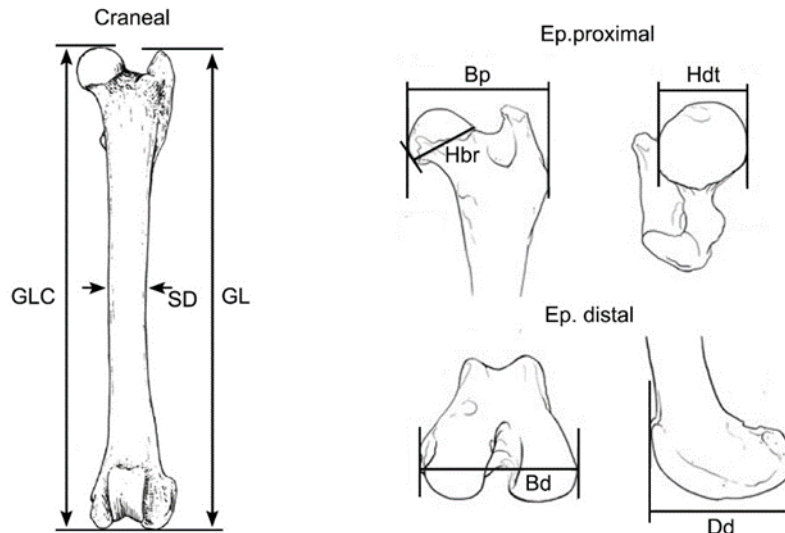 Craneal
GLC
SD
GL
Ep.proximal
Bp
Hbr
Hdt
Ep. distal
Bd
Dd